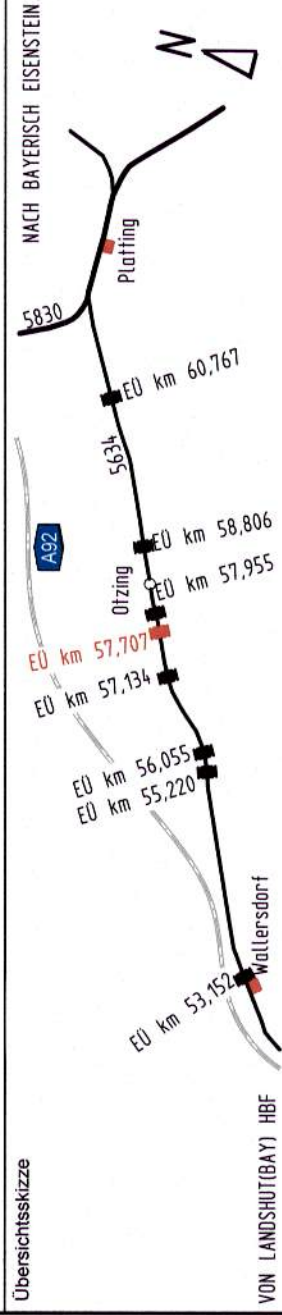 Übersichtsskizze
NACH BAYERISCH EISENSTEIN
N
5830
Plattling
EÜ km 60,767
5634
A92
EÜ km 58,806
Otzing
EÜ km 57,955
EÜ km 57,707
EÜ km 57,134
EÜ km 56,055
EÜ km 55,220
EÜ km 53,152
Wallersdorf
VON LANDSHUT(BAY) HBF